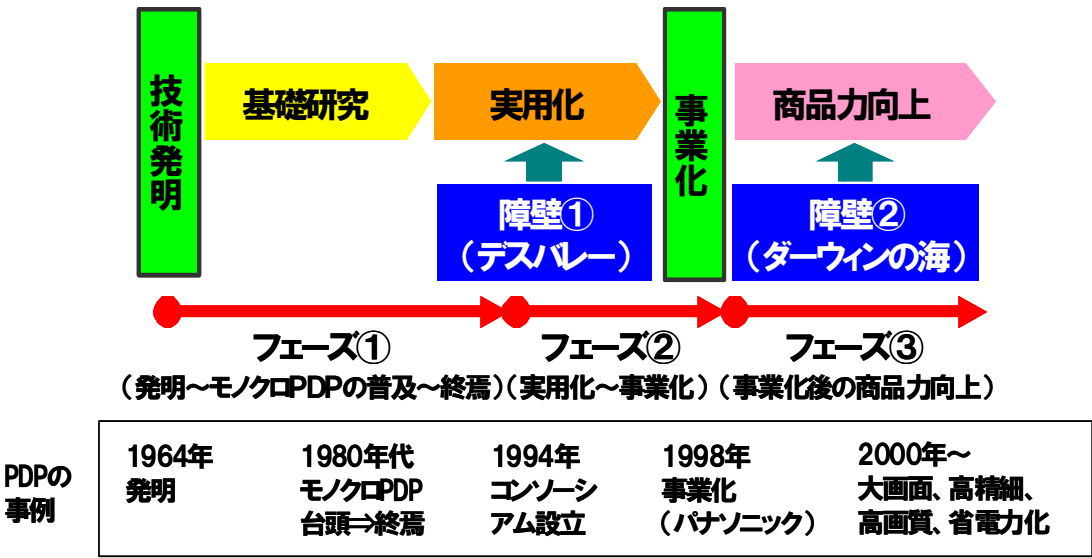 技術発明
基礎研究
実用化
事業化
商品力向上
障壁①
（デスバレー）
障壁②
（ダーウィンの海）
フェーズ①
（発明～モノクロPDPの普及～終焉）
フェーズ②
（実用化～事業化）
フェーズ③
（事業化後の商品力向上）
PDPの
事例
1964年
発明
1980年代
モノクロPDP
台頭⇒終焉
1994年
コンソーシ
アム設立
1998年
事業化
（パナソニック）
2000年～
大画面、高精細、
高画質、省電力化